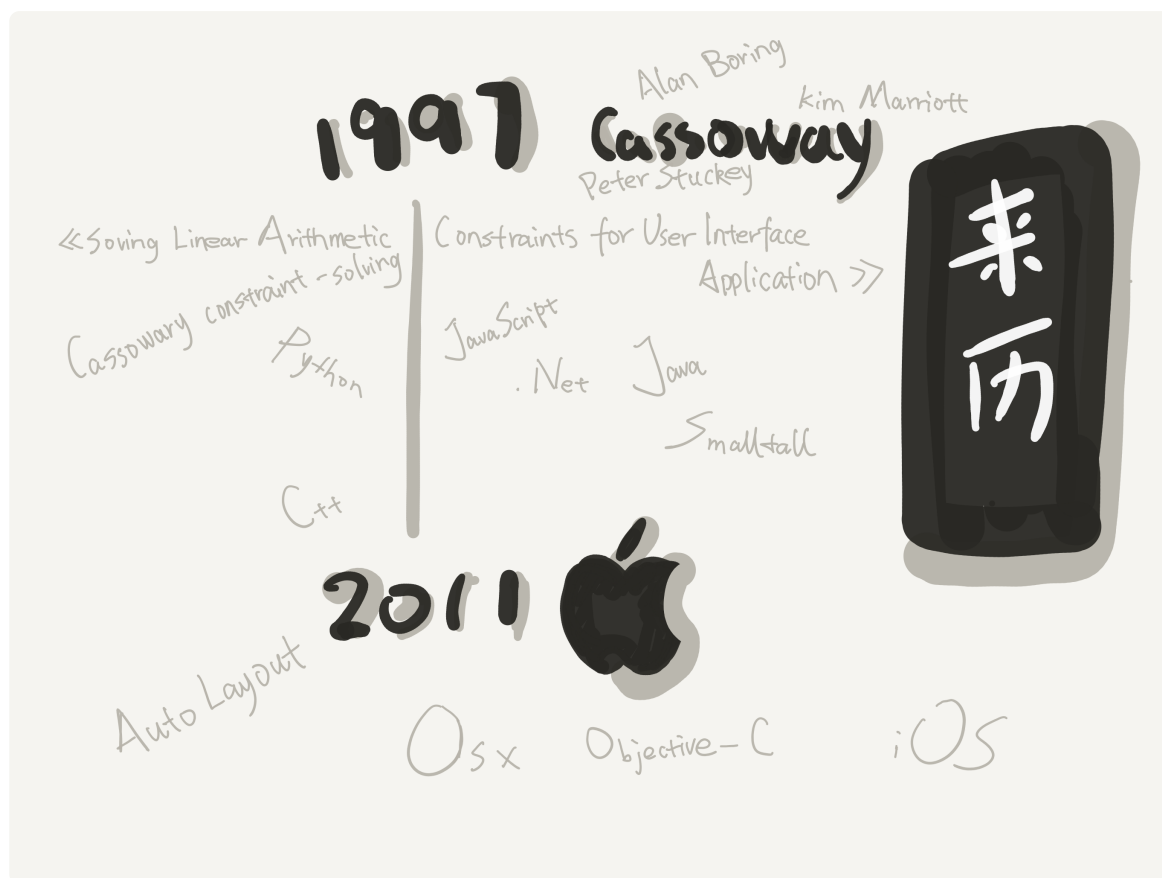 Alan Boring
kim Marriott
1997 Cassoway
Peter Stuckey
来历
《Soving Linear Arithmetic Constraints for User Interface
Application》
Cassowary constraint-solving
Python
JavaScript
.Net
Java
Smalltall
C++
2011
Auto Layout
Osx
Objective-C
iOS